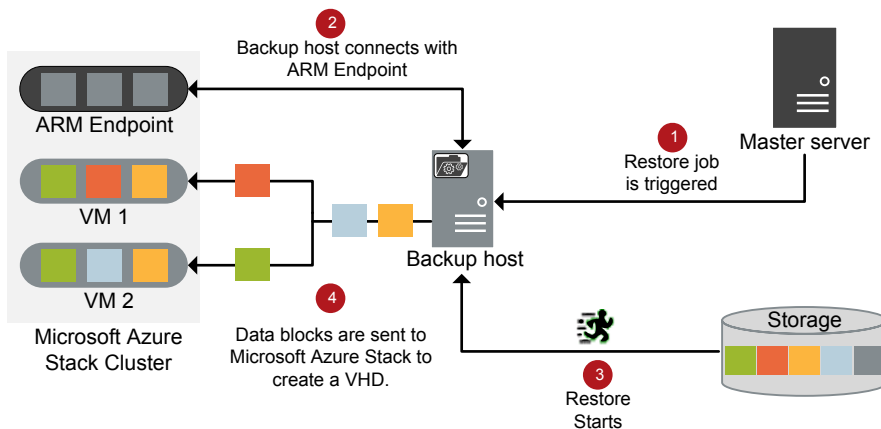 2
Backup host connects with
ARM Endpoint
ARM Endpoint
VM 1
VM 2
Microsoft Azure
Stack Cluster
1
Restore job
is triggered
Master server
Backup host
4
Data blocks are sent to
Microsoft Azure Stack to
create a VHD.
3
Restore
Starts
Storage